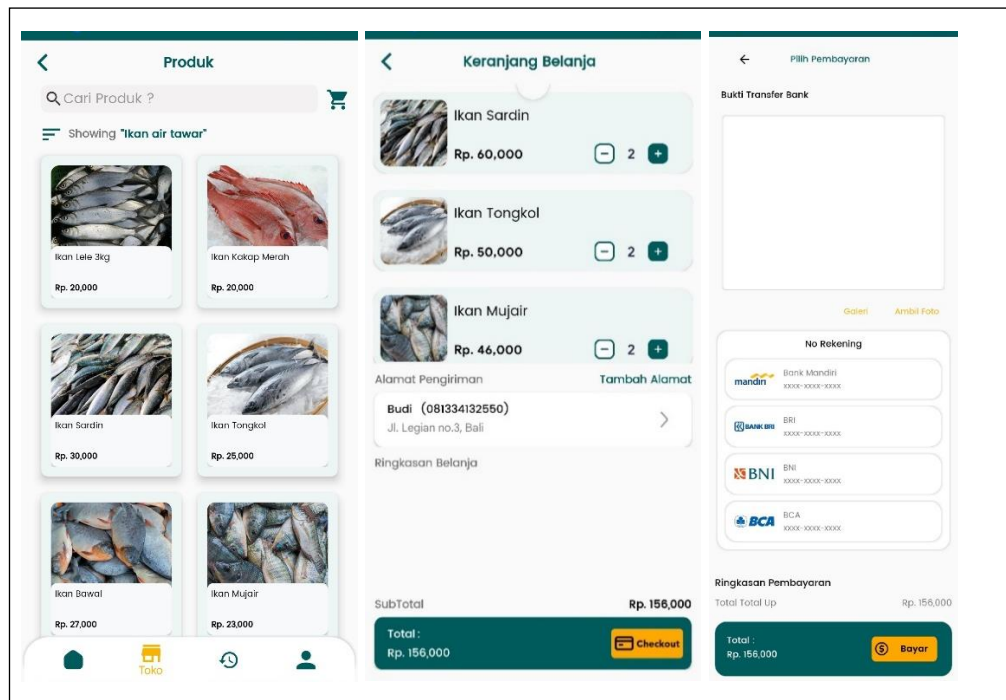 Produk
Cari Produk ?
Showing "Ikan air tawar"
Ikan Lele 3kg
Rp. 20,000
Ikan Kakap Merah
Rp. 20,000
Ikan Sardin
Rp. 30,000
Ikan Tongkol
Rp. 25,000
Ikan Bawal
Rp. 27,000
Ikan Mujair
Rp. 23,000
Toko
Keranjang Belanja
Ikan Sardin
Rp. 60,000
2
Ikan Tongkol
Rp. 50,000
2
Ikan Mujair
Rp. 46,000
2
Alamat Pengiriman
Tambah Alamat
Budi (081334132550)
Jl. Legian no.3, Bali
Ringkasan Belanja
SubTotal
Rp. 156,000
Total :
Rp. 156,000
Checkout
Pilih Pembayaran
Bukti Transfer Bank
Galeri
Ambil Foto
No Rekening
mandiri
Bank Mandiri
xxxx-xxxx-xxxx
BANK BRI
BRI
xxxx-xxxx-xxxx
BNI
BNI
xxxx-xxxx-xxxx
BCA
BCA
xxxx-xxxx-xxxx
Ringkasan Pembayaran
Total Total Up
Rp. 156,000
Total :
Rp. 156,000
Bayar